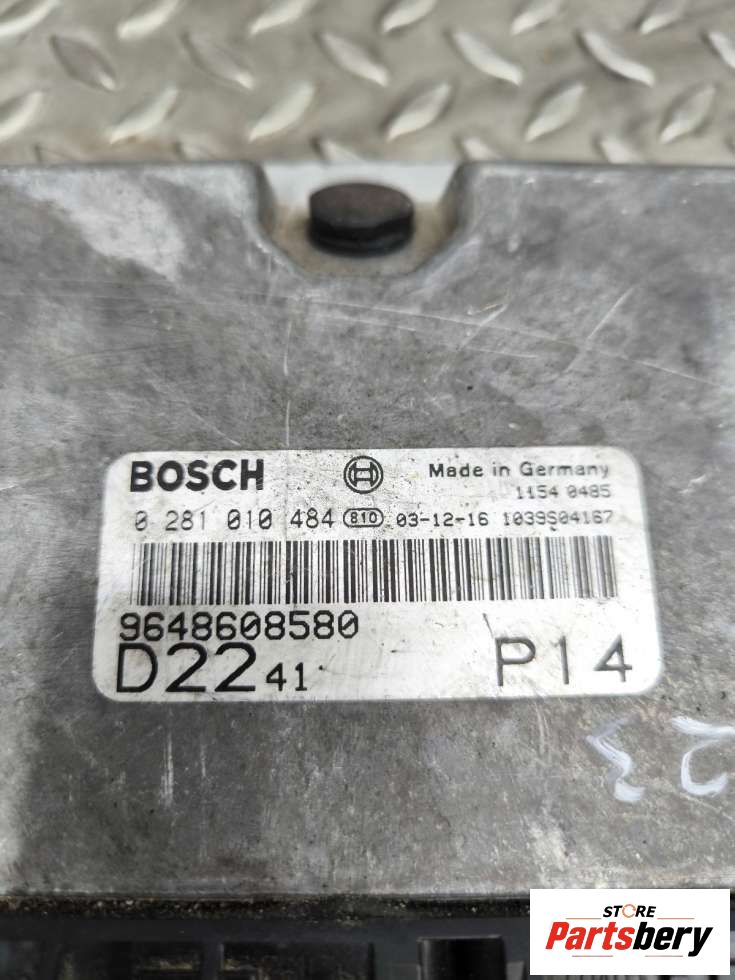 BOSCH Made in Germany
1154 0485
0 281 010 484 810 03-12-16 1039S04167
9648608580
D22 41 P14
23
STORE
Partsbery